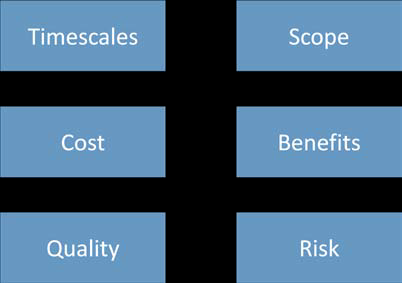 Timescales
Scope
Cost
Benefits
Quality
Risk